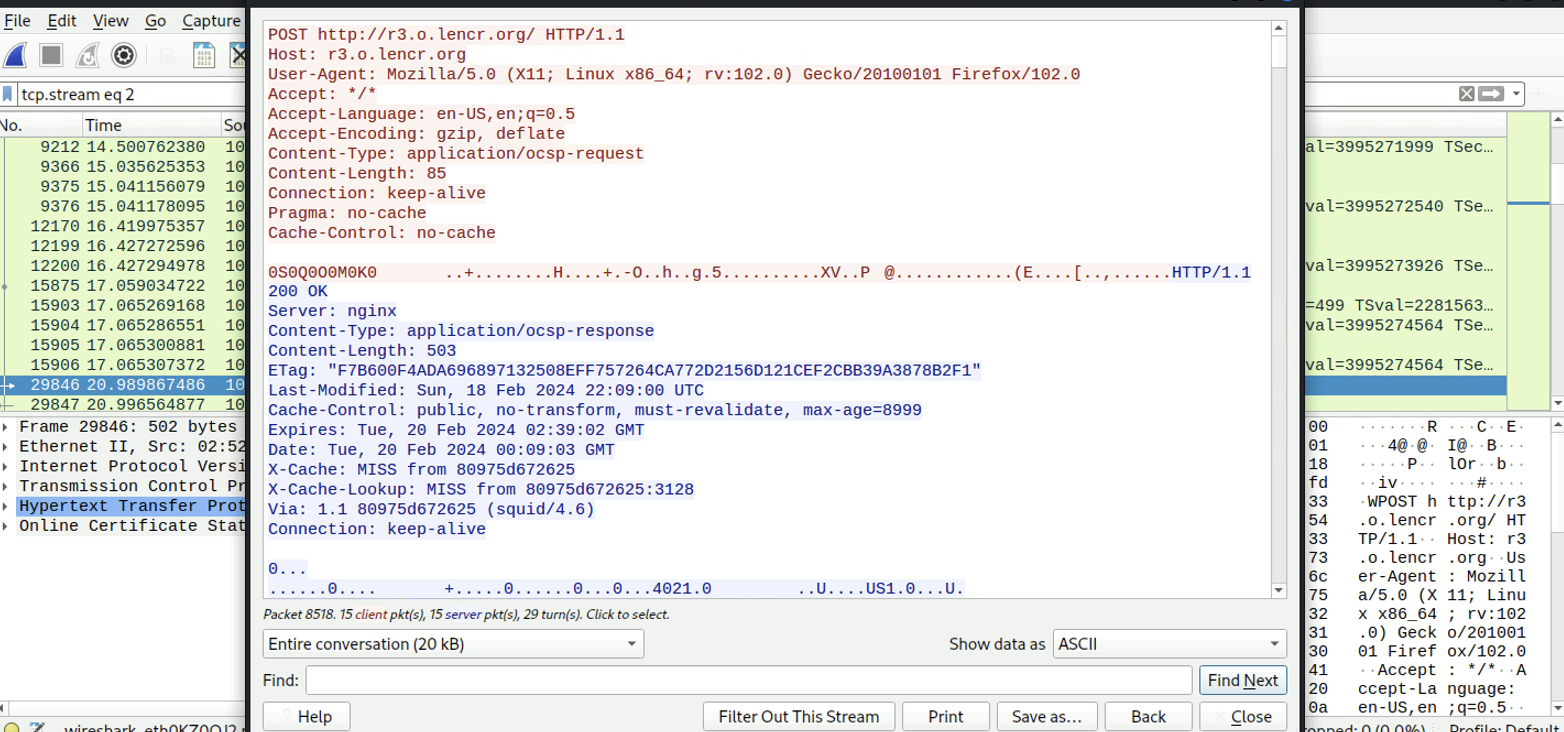 File Edit View Go Capture
tcp.stream eq 2
No. Time Sou
9212 14.500762380 10
9366 15.035625353 10
9375 15.041156079 10
9376 15.041178095 10
12170 16.419975357 10
12199 16.427272596 10
12200 16.427294978 10
15875 17.059034722 10
15903 17.065269168 10
15904 17.065286551 10
15905 17.065300881 10
15906 17.065307372 10
29846 20.989867486 10
29847 20.996564877 10
Frame 29846: 502 bytes
Ethernet II, Src: 02:52
Internet Protocol Versi
Transmission Control Pr
Hypertext Transfer Prot
Online Certificate Stat
POST http://r3.o.lencr.org/ HTTP/1.1
Host: r3.o.lencr.org
User-Agent: Mozilla/5.0 (X11; Linux x86_64; rv:102.0) Gecko/20100101 Firefox/102.0
Accept: */*
Accept-Language: en-US,en;q=0.5
Accept-Encoding: gzip, deflate
Content-Type: application/ocsp-request
Content-Length: 85
Connection: keep-alive
Pragma: no-cache
Cache-Control: no-cache
0S0Q0O0M0K0 ..+........H....+.-O..h..g.5..........XV..P @............(E....[..,......HTTP/1.1
200 OK
Server: nginx
Content-Type: application/ocsp-response
Content-Length: 503
ETag: "F7B600F4ADA696897132508EFF757264CA772D2156D121CEF2CBB39A3878B2F1"
Last-Modified: Sun, 18 Feb 2024 22:09:00 UTC
Cache-Control: public, no-transform, must-revalidate, max-age=8999
Expires: Tue, 20 Feb 2024 02:39:02 GMT
Date: Tue, 20 Feb 2024 00:09:03 GMT
X-Cache: MISS from 80975d672625
X-Cache-Lookup: MISS from 80975d672625:3128
Via: 1.1 80975d672625 (squid/4.6)
Connection: keep-alive
0...
......0.... +.....0......0...0...4021.0 ..U....US1.0...U.
Packet 8518. 15 client pkt(s), 15 server pkt(s), 29 turn(s). Click to select.
Entire conversation (20 kB) Show data as ASCII
Find: Find Next
Help Filter Out This Stream Print Save as… Back Close
al=3995271999 TSec…
val=3995272540 TSe…
val=3995273926 TSe…
=499 TSval=2281563…
val=3995274564 TSe…
val=3995274564 TSe…
00 ·······R ···C··E·
01 ···4@·@· I@··B···
18 ·····P·· lOr··b··
fd ··iv···· ···#····
33 ·WPOST h ttp://r3
54 .o.lencr .org/ HT
33 TP/1.1·· Host: r3
73 .o.lencr .org··Us
6c er-Agent : Mozill
75 a/5.0 (X 11; Linu
32 x x86_64 ; rv:102
31 .0) Geck o/201001
30 01 Firef ox/102.0
41 ··Accept : */*··A
20 ccept-La nguage:
0a en-US,en ;q=0.5··